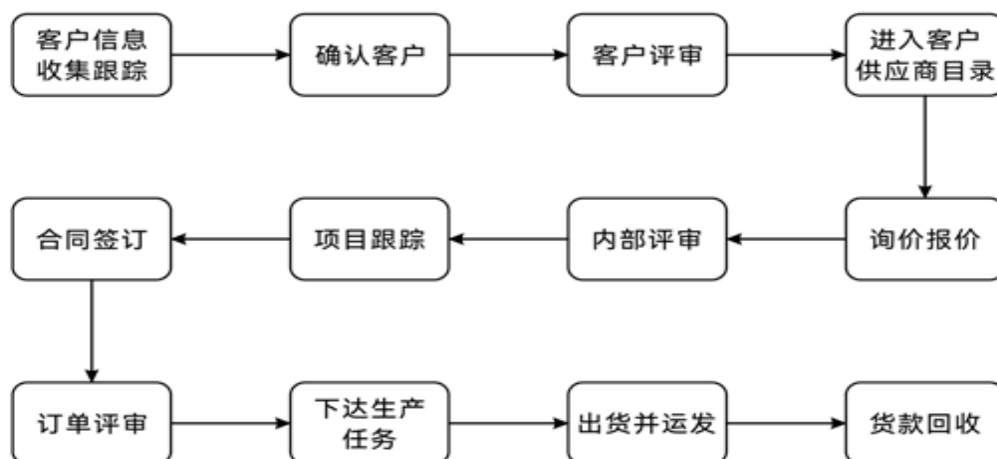 客户信息
收集跟踪
确认客户
客户评审
进入客户
供应商目录
询价报价
内部评审
项目跟踪
合同签订
订单评审
下达生产
任务
出货并运发
货款回收